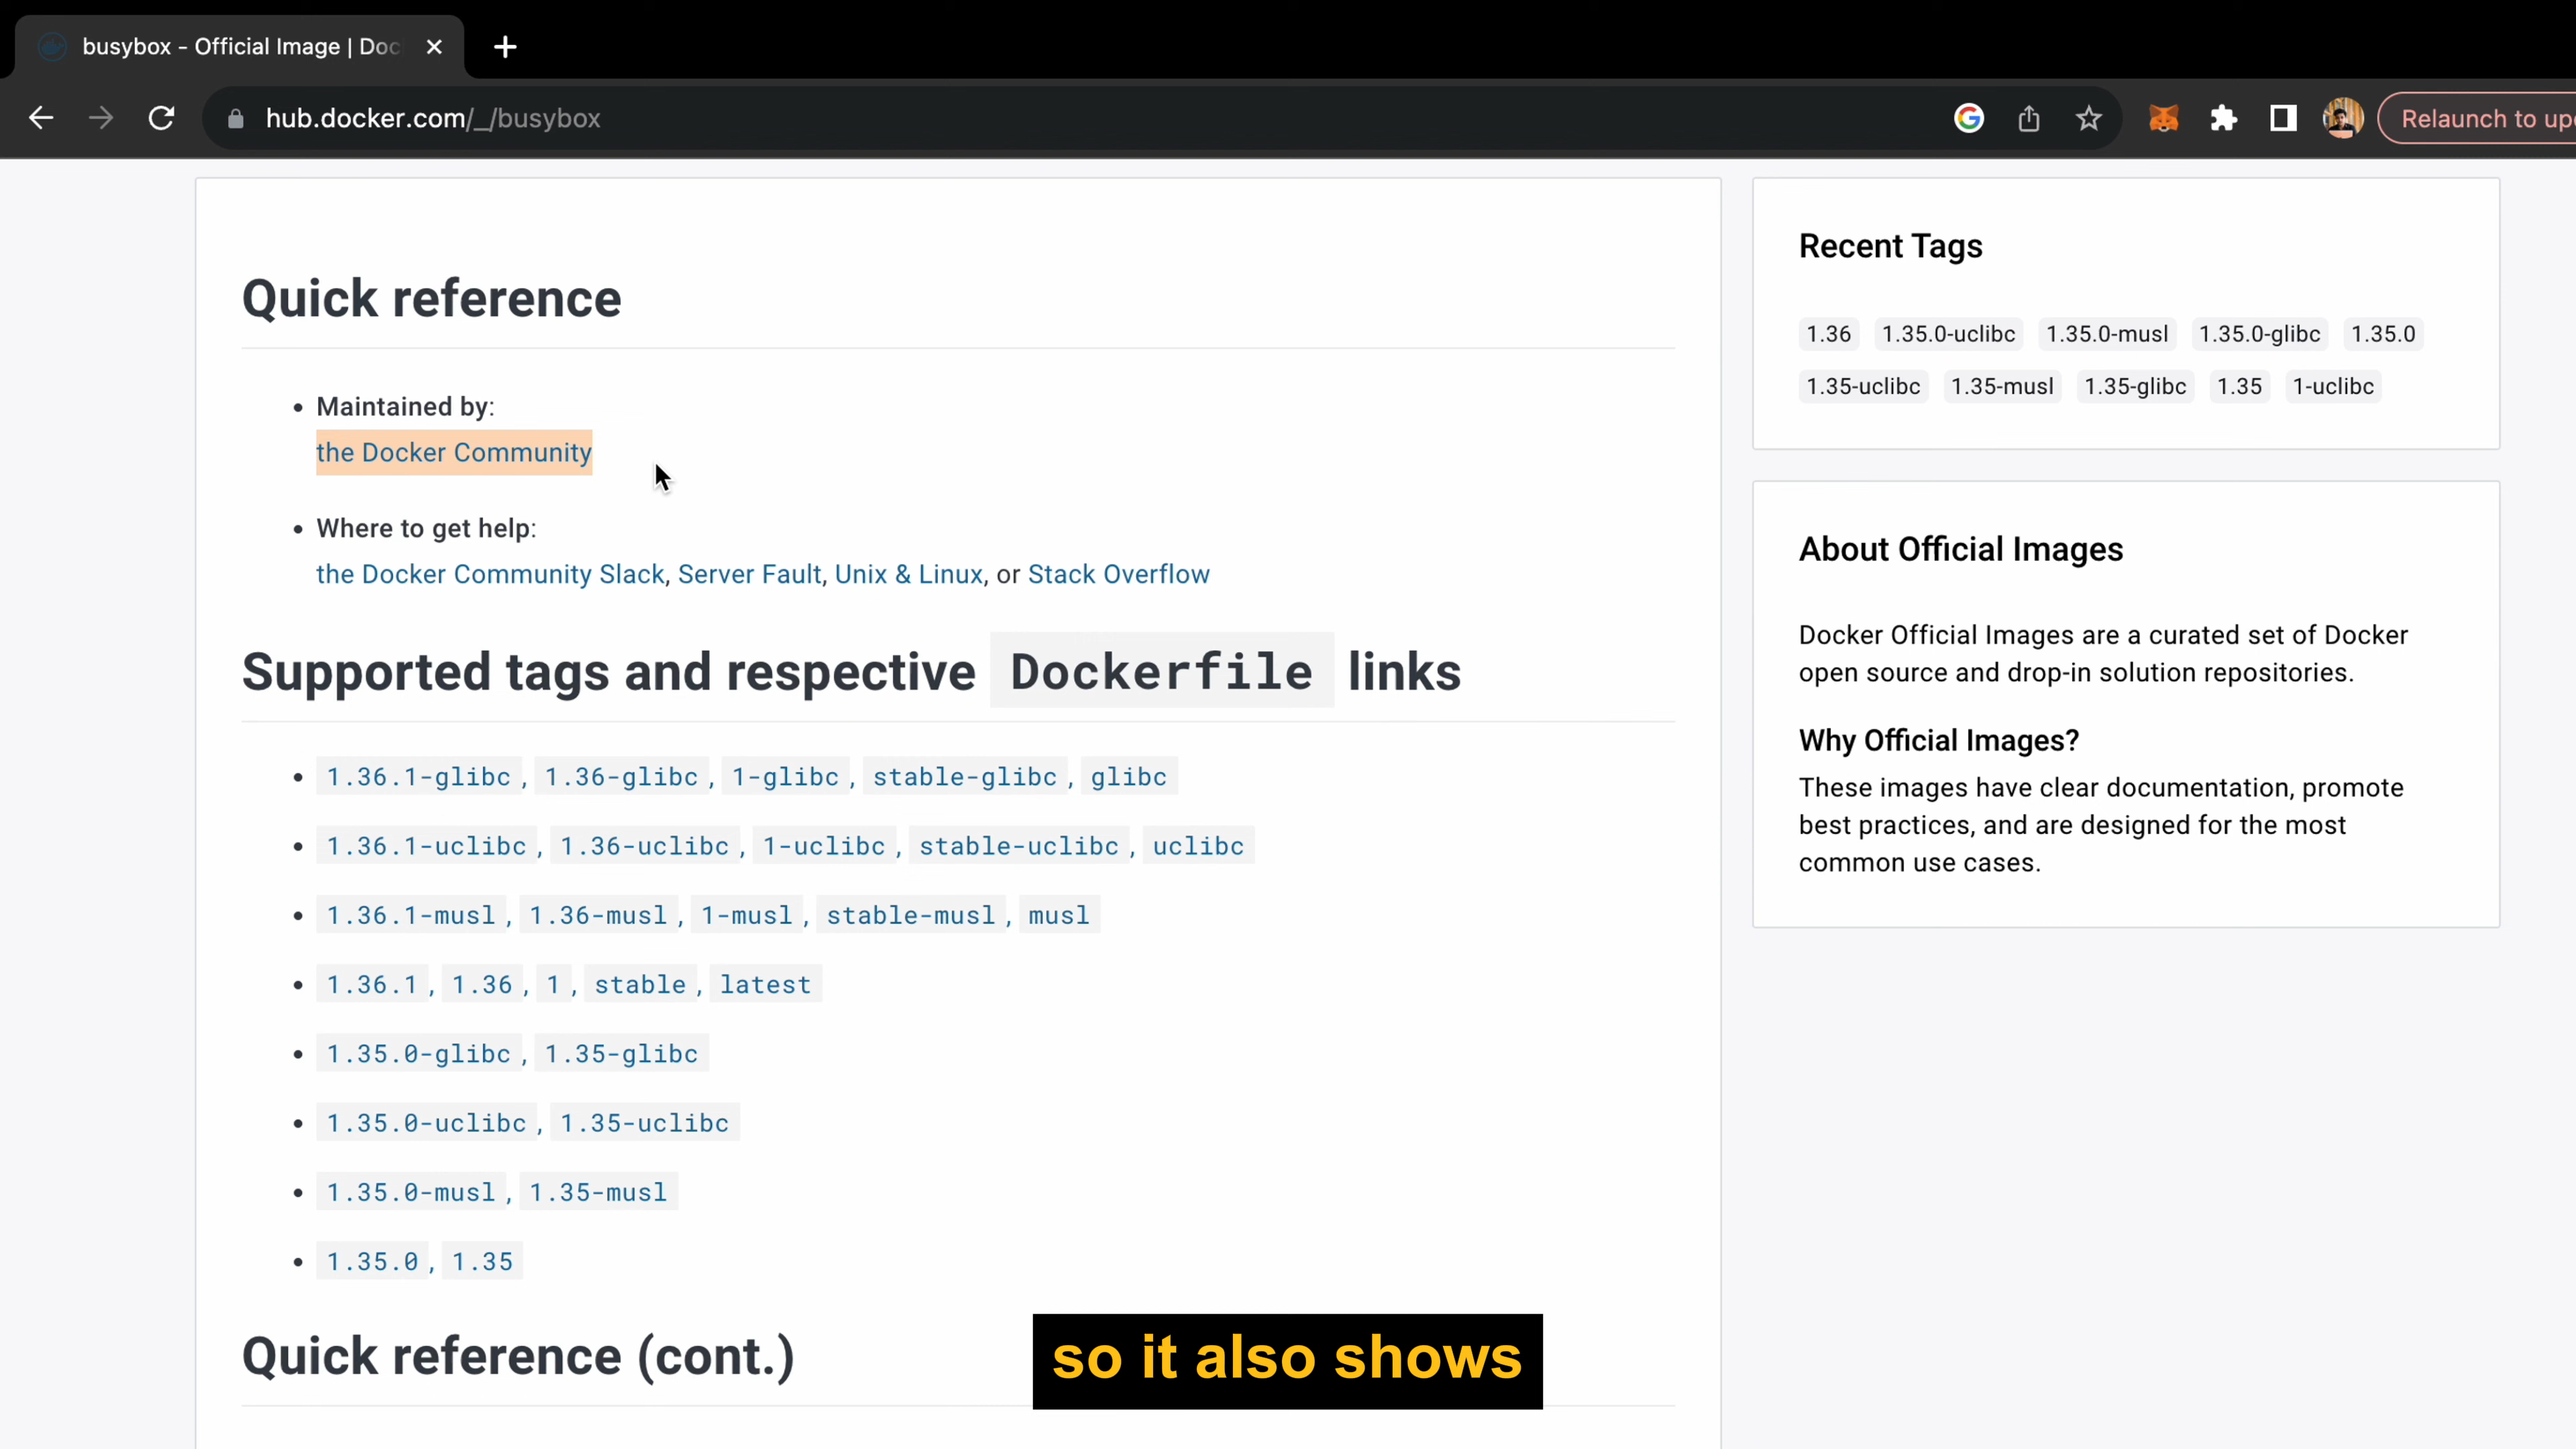 busybox - Official Image | Doc
hub.docker.com/_/busybox
Relaunch to up
Quick reference
Maintained by:
the Docker Community
Where to get help:
the Docker Community Slack, Server Fault, Unix & Linux, or Stack Overflow
Supported tags and respective Dockerfile links
1.36.1-glibc, 1.36-glibc, 1-glibc, stable-glibc, glibc
1.36.1-uclibc, 1.36-uclibc, 1-uclibc, stable-uclibc, uclibc
1.36.1-musl, 1.36-musl, 1-musl, stable-musl, musl
1.36.1, 1.36, 1, stable, latest
1.35.0-glibc, 1.35-glibc
1.35.0-uclibc, 1.35-uclibc
1.35.0-musl, 1.35-musl
1.35.0, 1.35
Quick reference (cont.)
Recent Tags
1.36 1.35.0-uclibc 1.35.0-musl 1.35.0-glibc 1.35.0
1.35-uclibc 1.35-musl 1.35-glibc 1.35 1-uclibc
About Official Images
Docker Official Images are a curated set of Docker
open source and drop-in solution repositories.
Why Official Images?
These images have clear documentation, promote
best practices, and are designed for the most
common use cases.
so it also shows